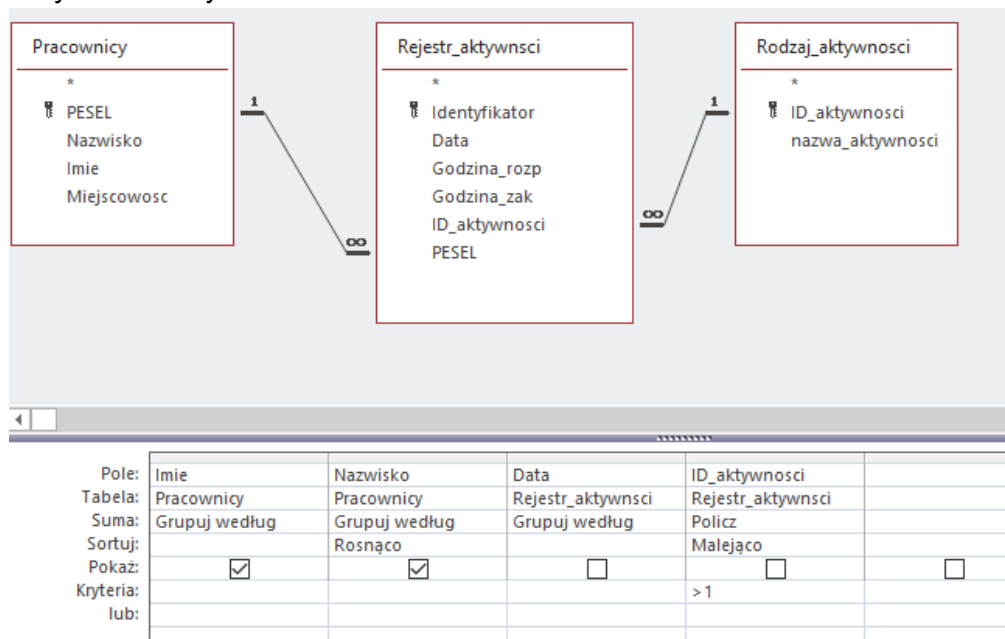 Pracownicy
*
PESEL
Nazwisko
Imie
Miejscowosc
1
∞
Rejestr_aktywnsci
*
Identyfikator
Data
Godzina_rozp
Godzina_zak
ID_aktywnosci
PESEL
1
∞
Rodzaj_aktywnosci
*
ID_aktywnosci
nazwa_aktywnosci
Pole: Imie Nazwisko Data ID_aktywnosci
Tabela: Pracownicy Pracownicy Rejestr_aktywnsci Rejestr_aktywnsci
Suma: Grupuj według Grupuj według Grupuj według Policz
Sortuj: Rosnąco Malejąco
Pokaż:
Kryteria: >1
lub: